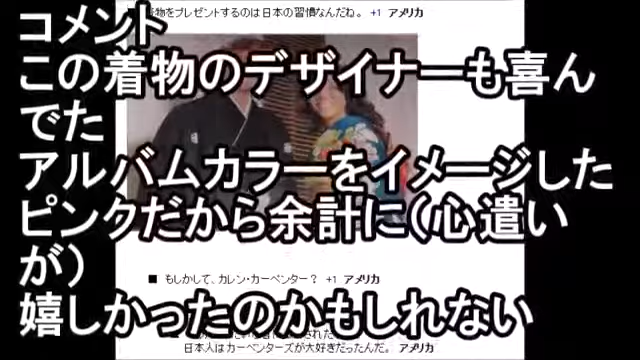 着物をプレゼントするのは日本の習慣なんだね。 +1 アメリカ
コメント
この着物のデザイナーも喜ん
でた
アルバムカラーをイメージした
ピンクだから余計に（心遣い
が）
■ もしかして、カレン・カーペンター？ +1 アメリカ
嬉しかったのかもしれない
日本人はカーペンターズが大好きだったんだ。 アメリカ